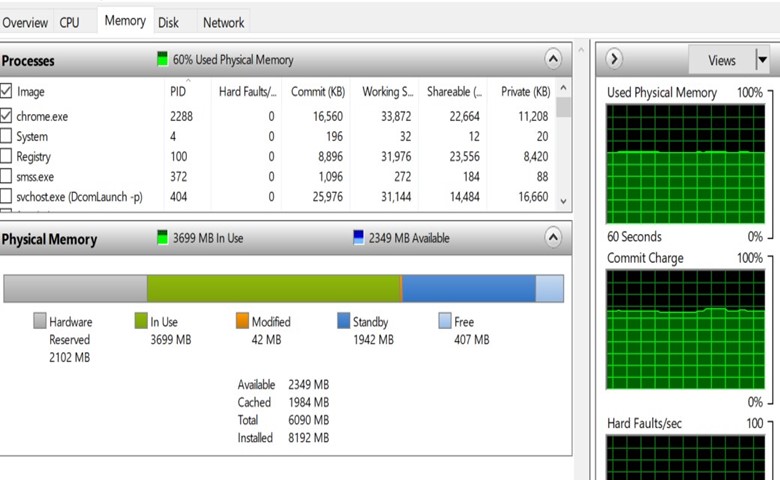 Overview CPU Memory Disk Network
Processes 60% Used Physical Memory
Image PID Hard Faults/... Commit (KB) Working S... Shareable (... Private (KB)
chrome.exe 2288 0 16,560 33,872 22,664 11,208
System 4 0 196 32 12 20
Registry 100 0 8,896 31,976 23,556 8,420
smss.exe 372 0 1,096 272 184 88
svchost.exe (DcomLaunch -p) 404 0 25,976 31,144 14,484 16,660
Physical Memory 3699 MB In Use 2349 MB Available
Hardware Reserved 2102 MB
In Use 3699 MB
Modified 42 MB
Standby 1942 MB
Free 407 MB
Available 2349 MB
Cached 1984 MB
Total 6090 MB
Installed 8192 MB
Views
Used Physical Memory 100%
60 Seconds 0%
Commit Charge 100%
0%
Hard Faults/sec 100